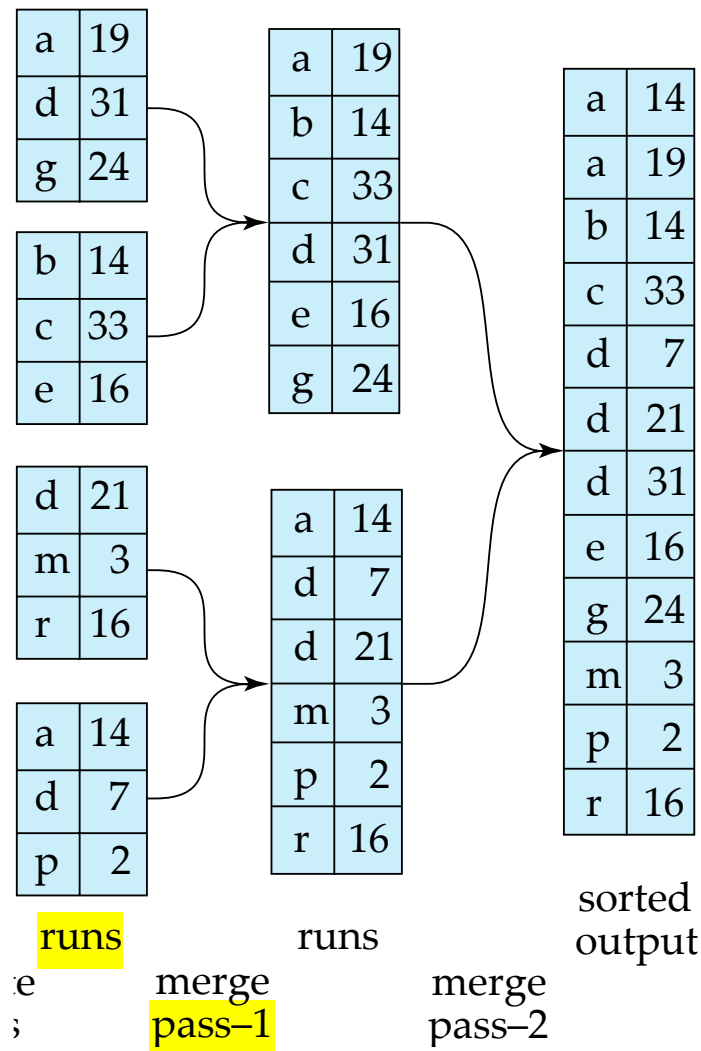 a 19
d 31
g 24
b 14
c 33
e 16
d 21
m 3
r 16
a 14
d 7
p 2
runs
a 19
b 14
c 33
d 31
e 16
g 24
a 14
d 7
d 21
m 3
p 2
r 16
runs
a 14
a 19
b 14
c 33
d 7
d 21
d 31
e 16
g 24
m 3
p 2
r 16
sorted
output
merge
pass–1
merge
pass–2